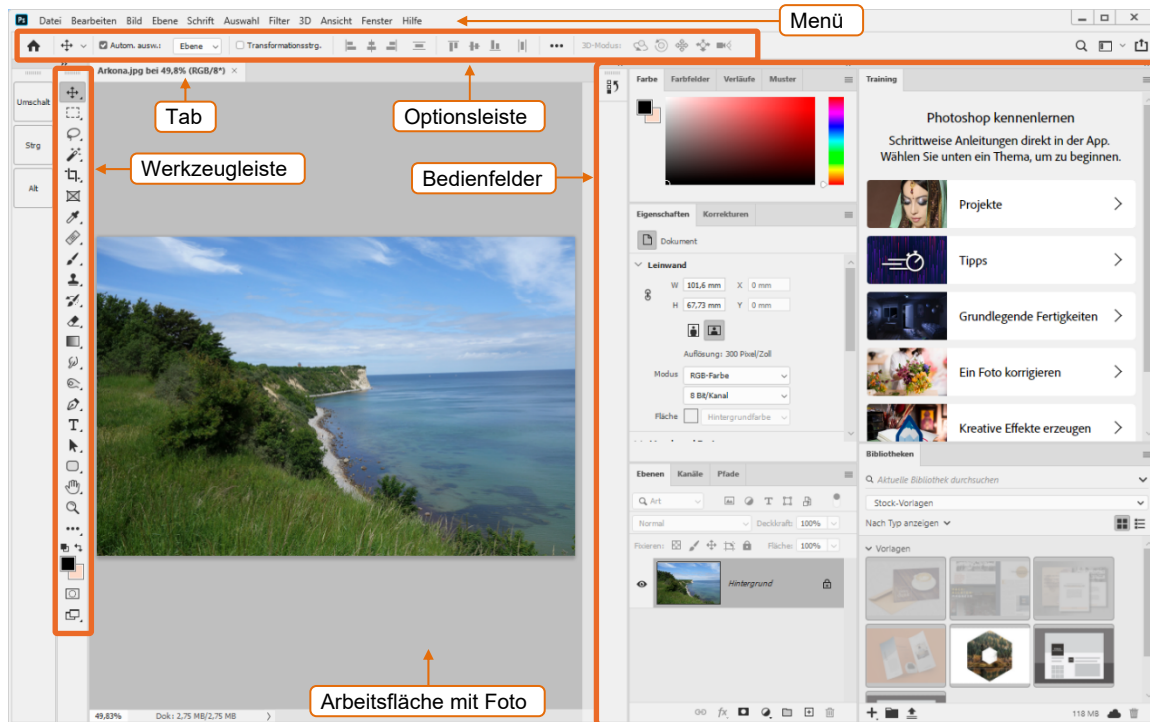 Ps Datei Bearbeiten Bild Ebene Schrift Auswahl Filter 3D Ansicht Fenster Hilfe
Menü
Autom. ausw.: Ebene Transformationsstrg. 3D-Modus:
Arkona.jpg bei 49,8% (RGB/8*) ×
Tab
Optionsleiste
Werkzeugleiste
Bedienfelder
Umschalt
Strg
Alt
Farbe Farbfelder Verläufe Muster
Eigenschaften Korrekturen
Dokument
Leinwand
W 101,6 mm X 0 mm
H 67,73 mm Y 0 mm
Auflösung: 300 Pixel/Zoll
Modus RGB-Farbe
8 Bit/Kanal
Fläche Hintergrundfarbe
Ebenen Kanäle Pfade
Art
Normal Deckkraft: 100%
Fixieren: Fläche: 100%
Hintergrund
fx
Training
Photoshop kennenlernen
Schrittweise Anleitungen direkt in der App.
Wählen Sie unten ein Thema, um zu beginnen.
Projekte
Tipps
Grundlegende Fertigkeiten
Ein Foto korrigieren
Kreative Effekte erzeugen
Bibliotheken
Aktuelle Bibliothek durchsuchen
Stock-Vorlagen
Nach Typ anzeigen
Vorlagen
118 MB
Arbeitsfläche mit Foto
49,83% Dok: 2,75 MB/2,75 MB